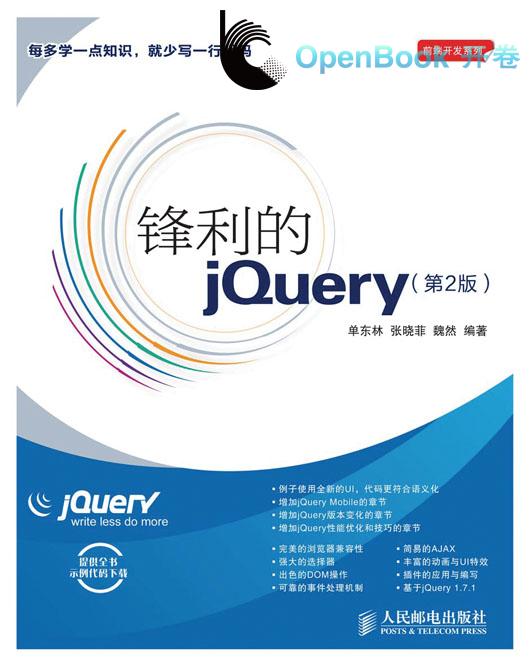 每多学一点知识，就少写一行
OpenBook 开卷
前端开发系列
锋利的
jQuery（第2版）
单东林 张晓菲 魏然 编著
jQuery
write less do more
提供全书
示例代码下载
• 例子使用全新的UI，代码更符合语义化
• 增加jQuery Mobile的章节
• 增加jQuery版本变化的章节
• 增加jQuery性能优化和技巧的章节
• 完美的浏览器兼容性 • 简易的AJAX
• 强大的选择器 • 丰富的动画与UI特效
• 出色的DOM操作 • 插件的应用与编写
• 可靠的事件处理机制 • 基于jQuery 1.7.1
人民邮电出版社
POSTS & TELECOM PRESS